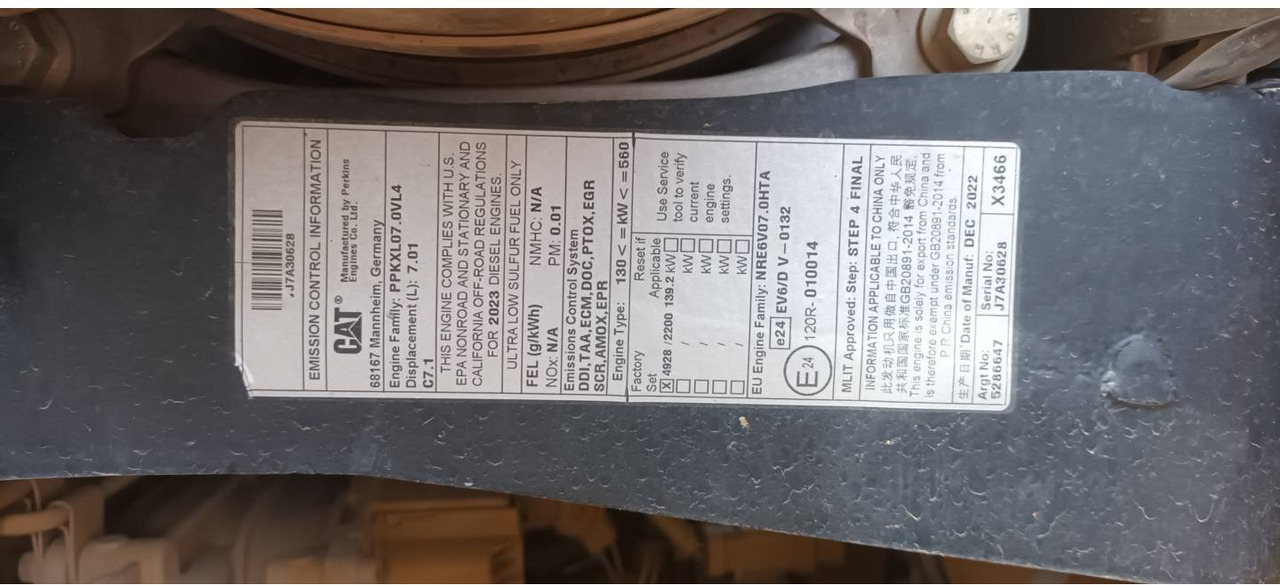 J7A30628
EMISSION CONTROL INFORMATION
CAT®
Manufactured by Perkins
Engines Co. Ltd.
68167 Mannheim, Germany
Engine Family: PPKXL07.0VL4
Displacement (L): 7.01
C7.1
THIS ENGINE COMPLIES WITH U.S.
EPA NONROAD AND STATIONARY AND
CALIFORNIA OFF-ROAD REGULATIONS
FOR 2023 DIESEL ENGINES.
ULTRA LOW SULFUR FUEL ONLY
FEL (g/kWh) NMHC: N/A
NOx: N/A PM: 0.01
Emissions Control System
DDI,TAA,ECM,DOC,PTOX,EGR
SCR,AMOX,EPR
Engine Type: 130 < =kW < =560
Factory Set
Reset if Applicable
Use Service tool to verify current engine settings.
X 4928 /2200 139.2 kW
/ kW
/ kW
/ kW
/ kW
EU Engine Family: NRE6V07.0HTA
e24 EV6/D V-0132
E24 120R-010014
MLIT Approved: Step: STEP 4 FINAL
INFORMATION APPLICABLE TO CHINA ONLY
此发动机只用做自中国出口, 符合中华人民
共和国国家标准GB20891-2014 豁免规定.
This engine is solely for export from China and
is therefore exempt under GB20891-2014 from
P.R.China emission standards.
生产日期: Date of Manuf: DEC 2022
Argt No: 5286647
Serial No: J7A30628
X3466